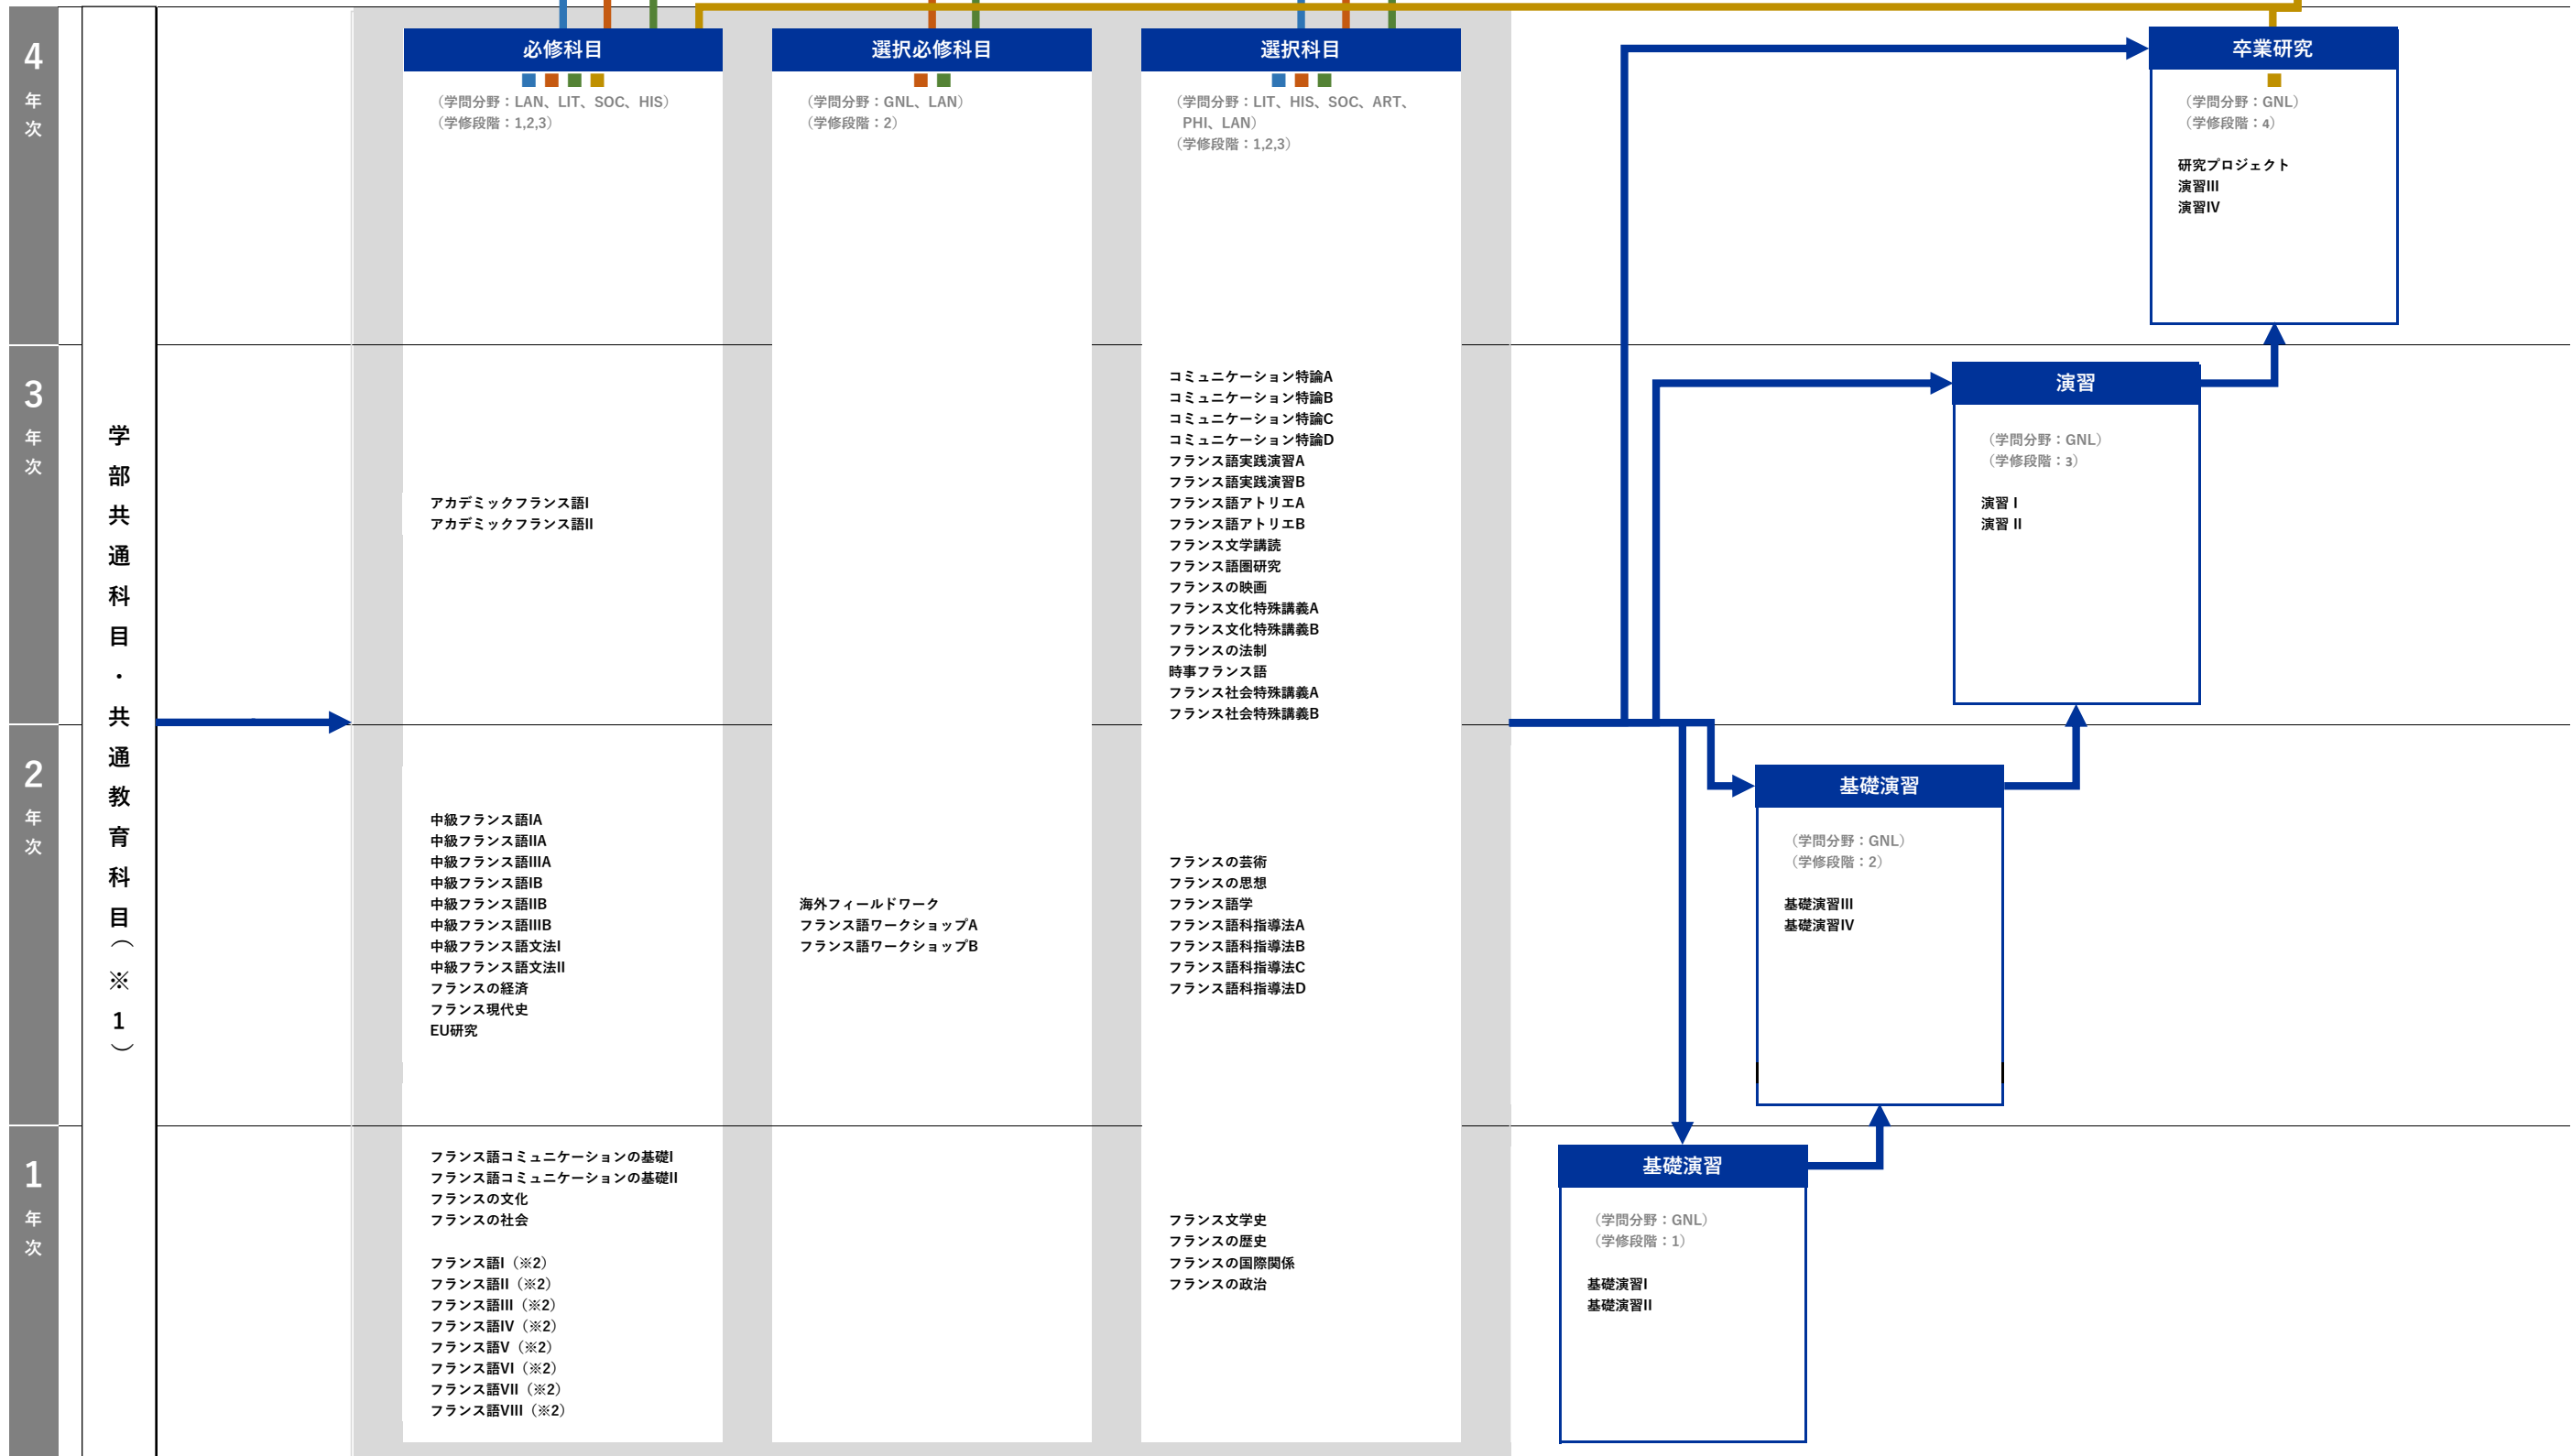 4
年
次
3
年
次
2
年
次
1
年
次
学部共通科目・共通教育科目(※1)
必修科目
(学問分野：LAN、LIT、SOC、HIS)
(学修段階：1,2,3)
アカデミックフランス語I
アカデミックフランス語II
中級フランス語IA
中級フランス語IIA
中級フランス語IIIA
中級フランス語IB
中級フランス語IIB
中級フランス語IIIB
中級フランス語文法I
中級フランス語文法II
フランスの経済
フランス現代史
EU研究
フランス語コミュニケーションの基礎I
フランス語コミュニケーションの基礎II
フランスの文化
フランスの社会
フランス語I（※2）
フランス語II（※2）
フランス語III（※2）
フランス語IV（※2）
フランス語V（※2）
フランス語VI（※2）
フランス語VII（※2）
フランス語VIII（※2）
選択必修科目
(学問分野：GNL、LAN)
(学修段階：2)
海外フィールドワーク
フランス語ワークショップA
フランス語ワークショップB
選択科目
(学問分野：LIT、HIS、SOC、ART、
PHI、LAN)
(学修段階：1,2,3)
コミュニケーション特論A
コミュニケーション特論B
コミュニケーション特論C
コミュニケーション特論D
フランス語実践演習A
フランス語実践演習B
フランス語アトリエA
フランス語アトリエB
フランス文学講読
フランス語圏研究
フランスの映画
フランス文化特殊講義A
フランス文化特殊講義B
フランスの法制
時事フランス語
フランス社会特殊講義A
フランス社会特殊講義B
フランスの芸術
フランスの思想
フランス語学
フランス語科指導法A
フランス語科指導法B
フランス語科指導法C
フランス語科指導法D
フランス文学史
フランスの歴史
フランスの国際関係
フランスの政治
卒業研究
(学問分野：GNL)
(学修段階：4)
研究プロジェクト
演習III
演習IV
演習
(学問分野：GNL)
(学修段階：3)
演習 I
演習 II
基礎演習
(学問分野：GNL)
(学修段階：2)
基礎演習III
基礎演習IV
基礎演習
(学問分野：GNL)
(学修段階：1)
基礎演習I
基礎演習II